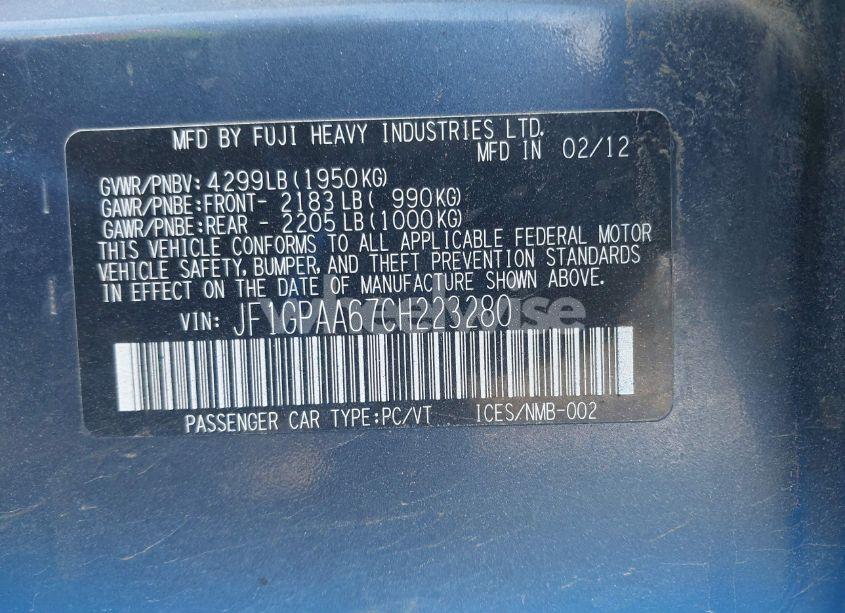 MFD BY FUJI HEAVY INDUSTRIES LTD.
MFD IN 02/12
GVWR/PNBV: 4299LB(1950KG)
GAWR/PNBE:FRONT- 2183LB( 990KG)
GAWR/PNBE:REAR - 2205LB(1000KG)
THIS VEHICLE CONFORMS TO ALL APPLICABLE FEDERAL MOTOR
VEHICLE SAFETY, BUMPER, AND THEFT PREVENTION STANDARDS
IN EFFECT ON THE DATE OF MANUFACTURE SHOWN ABOVE.
VIN: JF1GPAA67CH223280
PASSENGER CAR TYPE:PC/VT ICES/NMB-002